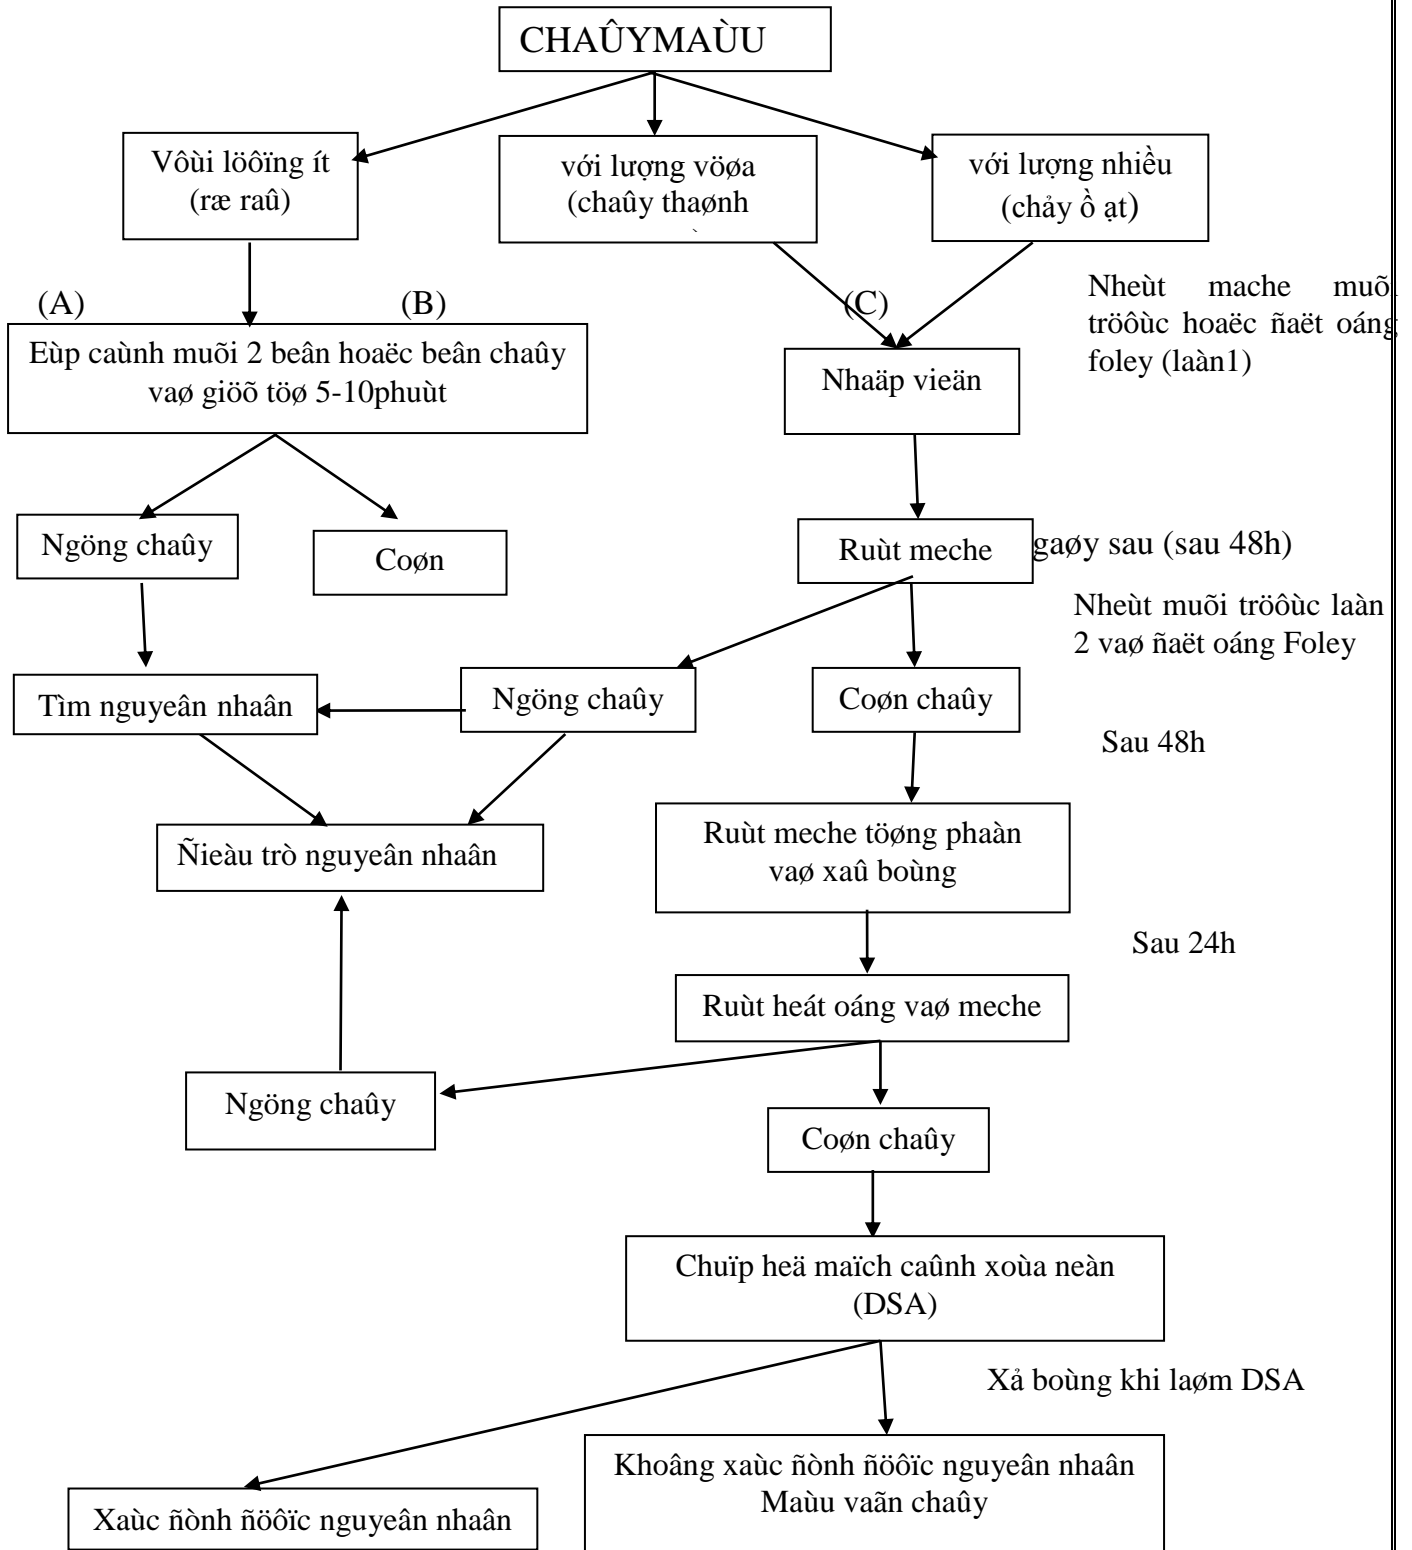 CHAÛYMAÙU
Vôùi löôïng ít
(ræ raû)
với lượng vöøa
(chaûy thaønh
với lượng nhiều
(chảy ồ ạt)
(A)
(B)
(C)
Nheùt mache muõi
tröôùc hoaëc ñaët oáng
foley (laàn1)
Eùp caùnh muõi 2 beân hoaëc beân chaûy
vaø giöõ töø 5-10phuùt
Nhaäp vieän
Ngöng chaûy
Coøn
Ruùt meche
gaøy sau (sau 48h)
Nheùt muõi tröôùc laàn
2 vaø ñaët oáng Foley
Tìm nguyeân nhaân
Ngöng chaûy
Coøn chaûy
Sau 48h
Ñieàu trò nguyeân nhaân
Ruùt meche töøng phaàn
vaø xaû boùng
Sau 24h
Ruùt heát oáng vaø meche
Ngöng chaûy
Coøn chaûy
Chuïp heä maïch caûnh xoùa neàn
(DSA)
Xả boùng khi laøm DSA
Khoâng xaùc ñònh ñöôïc nguyeân nhaân
Maùu vaãn chaûy
Xaùc ñònh ñöôïc nguyeân nhaân